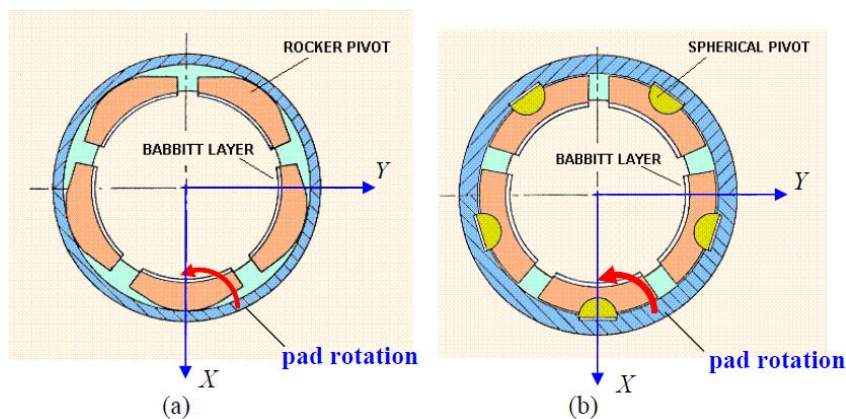 ROCKER PIVOT
BABBITT LAYER
Y
pad rotation
X
(a)
SPHERICAL PIVOT
BABBITT LAYER
Y
pad rotation
X
(b)